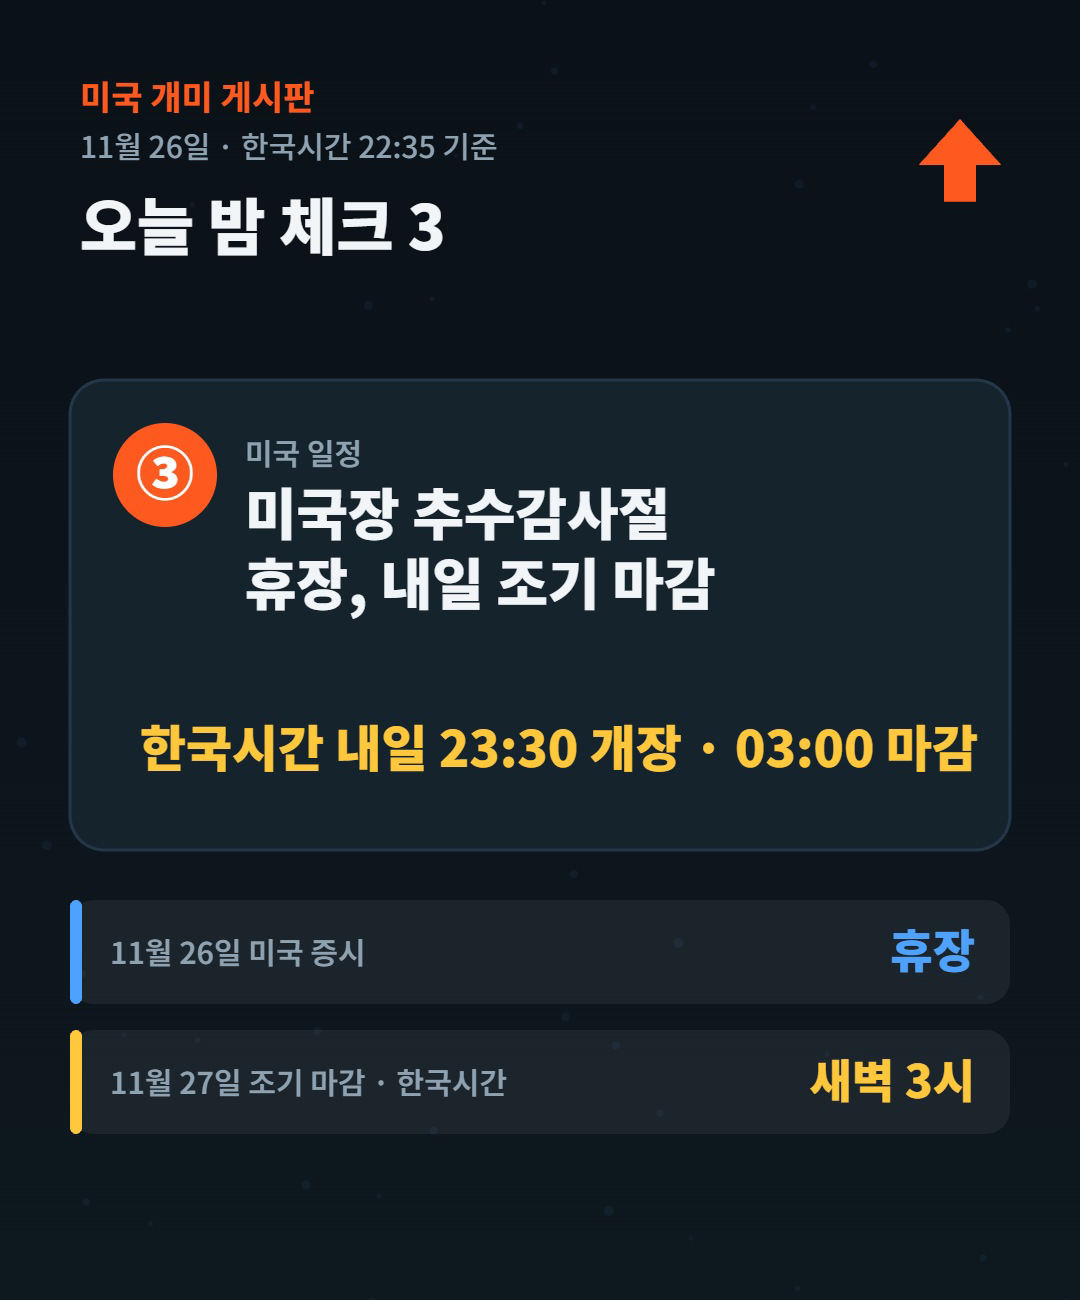 미국 개미 게시판
11월 26일 · 한국시간 22:35 기준
오늘 밤 체크 3
③
미국 일정
미국장 추수감사절
휴장, 내일 조기 마감
한국시간 내일 23:30 개장 · 03:00 마감
11월 26일 미국 증시
휴장
11월 27일 조기 마감 · 한국시간
새벽 3시